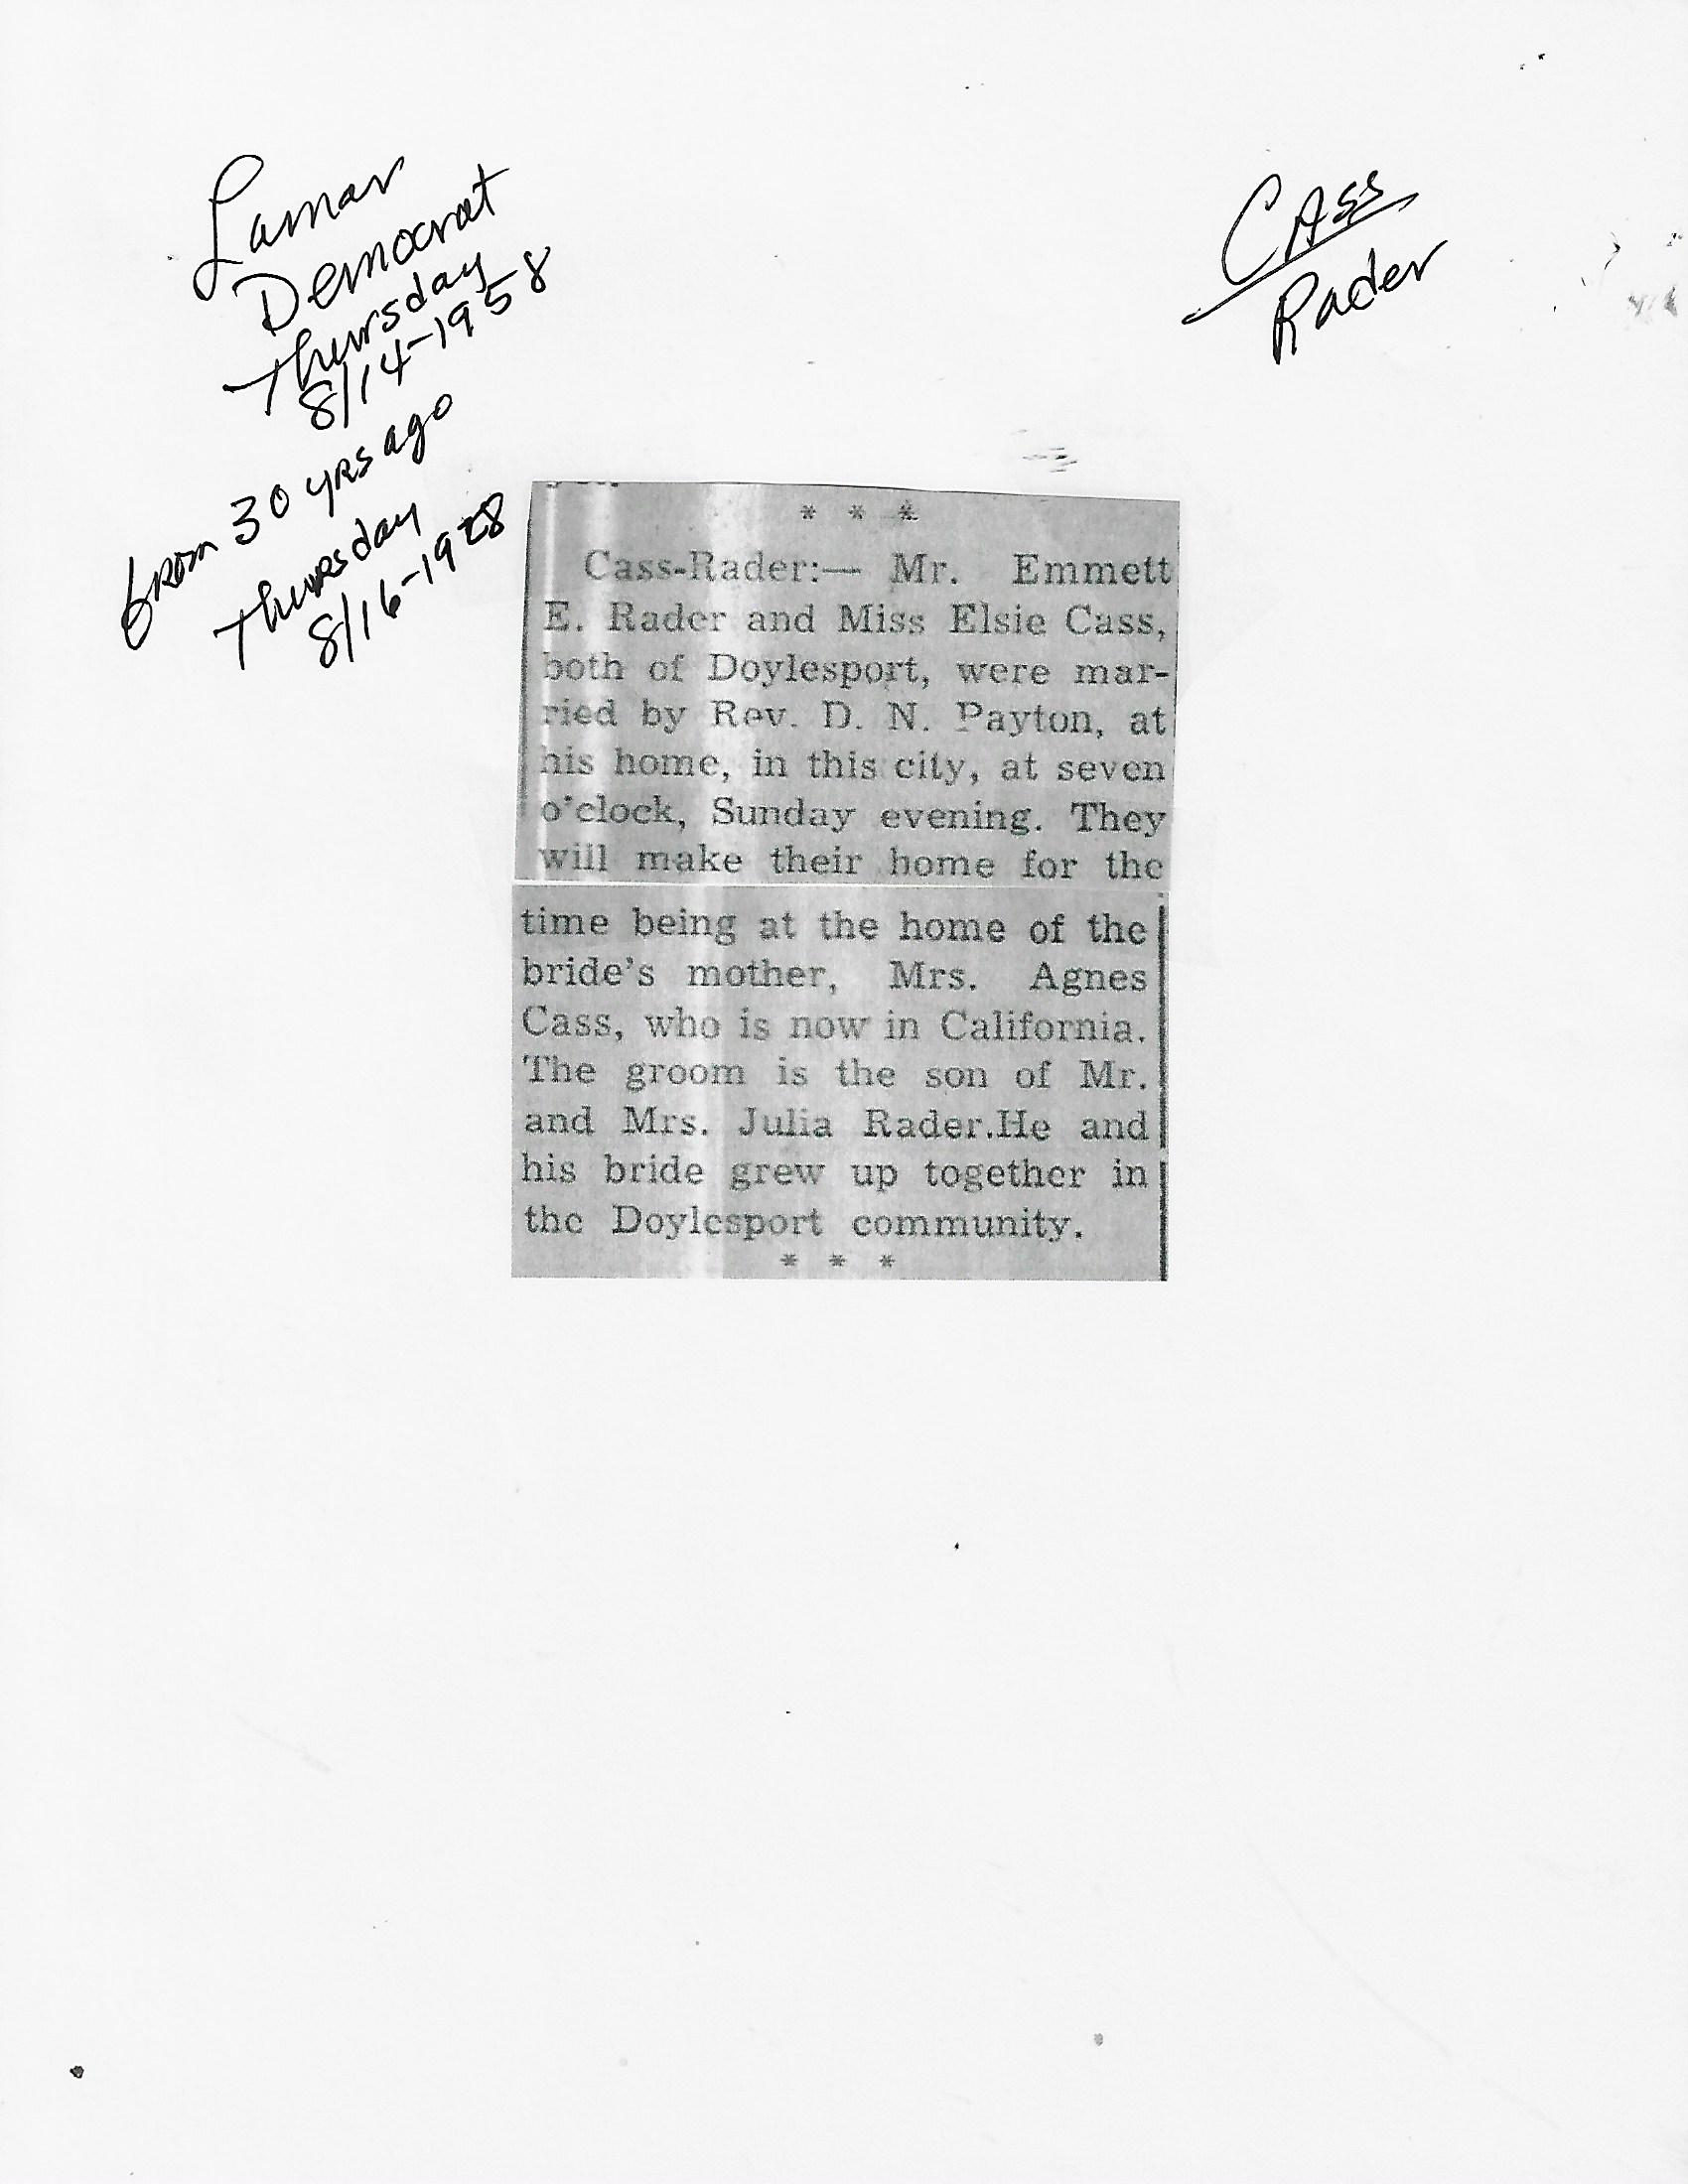 Lamar
Democrat
Thursday
8/14-1958
from 30 yrs ago
Thursday
8/16-1928
Cass
Rader
* * *
Cass-Rader:— Mr. Emmett
E. Rader and Miss Elsie Cass,
both of Doylesport, were mar-
ried by Rev. D. N. Payton, at
his home, in this city, at seven
o'clock, Sunday evening. They
will make their home for the
time being at the home of the
bride's mother, Mrs. Agnes
Cass, who is now in California.
The groom is the son of Mr.
and Mrs. Julia Rader.He and
his bride grew up together in
the Doylesport community.
* * *